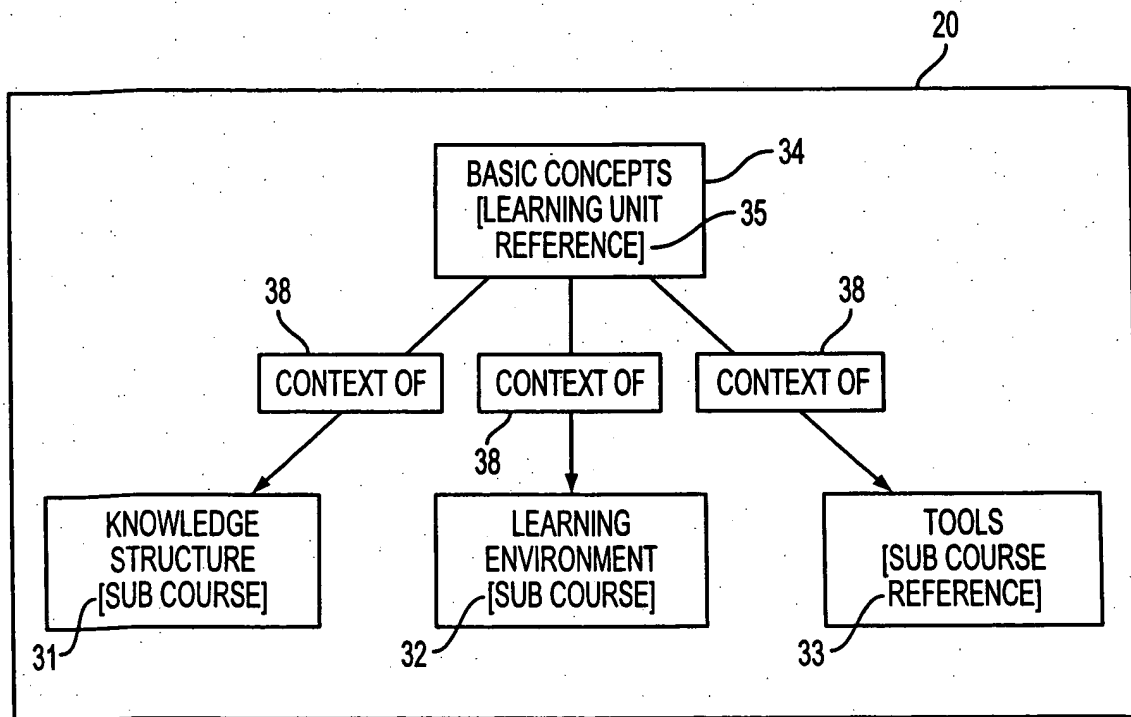 20
BASIC CONCEPTS
[LEARNING UNIT
REFERENCE]
34
35
38
38
CONTEXT OF
CONTEXT OF
CONTEXT OF
38
KNOWLEDGE
STRUCTURE
[SUB COURSE]
LEARNING
ENVIRONMENT
[SUB COURSE]
TOOLS
[SUB COURSE
REFERENCE]
31
32
33